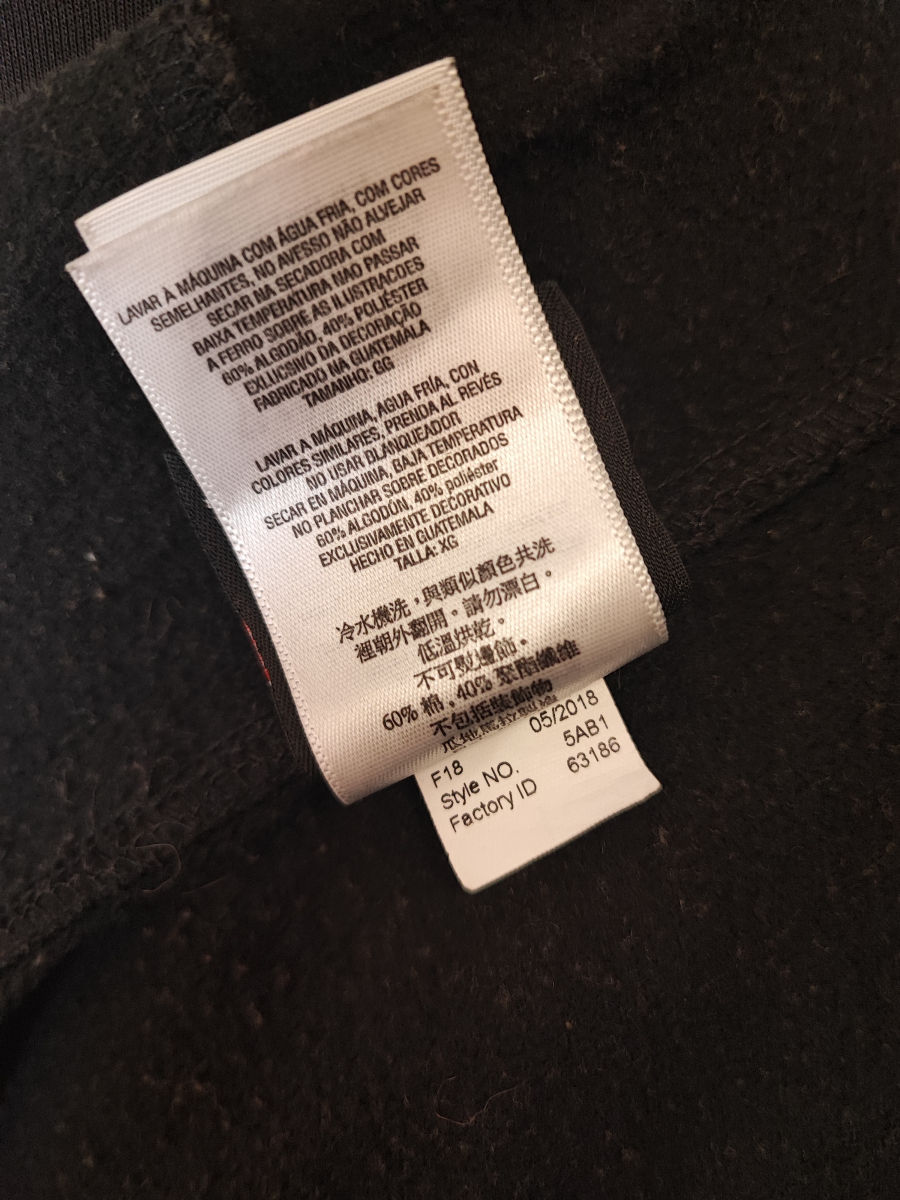 LAVAR À MÁQUINA COM ÁGUA FRIA, COM CORES
SEMELHANTES, NO AVESSO NÃO ALVEJAR
SECAR NA SECADORA COM
BAIXA TEMPERATURA NAO PASSAR
A FERRO SOBRE AS ILUSTRACOES
60% ALGODÃO, 40% POLIÉSTER
EXLUCSIVO DA DECORAÇÃO
FABRICADO NA GUATEMALA
TAMANHO: GG
LAVAR A MÁQUINA, AGUA FRÍA, CON
COLORES SIMILARES, PRENDA AL REVÉS
NO USAR BLANQUEADOR
SECAR EN MÁQUINA, BAJA TEMPERATURA
NO PLANCHAR SOBRE DECORADOS
60% ALGODÓN, 40% poliéster
EXCLUSIVAMENTE DECORATIVO
HECHO EN GUATEMALA
TALLA: XG
冷水機洗,與類似顏色共洗
裡朝外翻開。請勿漂白。
低溫烘乾。
不可熨邊飾。
60% 棉,40% 聚酯纖維
不包括裝飾物
F18 05/2018
Style NO. 5AB1
Factory ID 63186